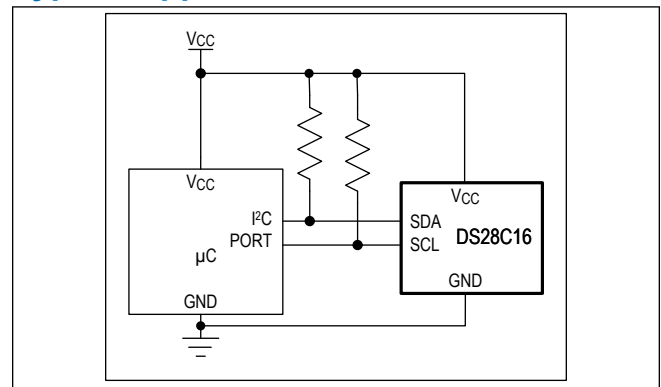 VCC
VCC
I²C
PORT
µC
GND
VCC
SDA
SCL
DS28C16
GND